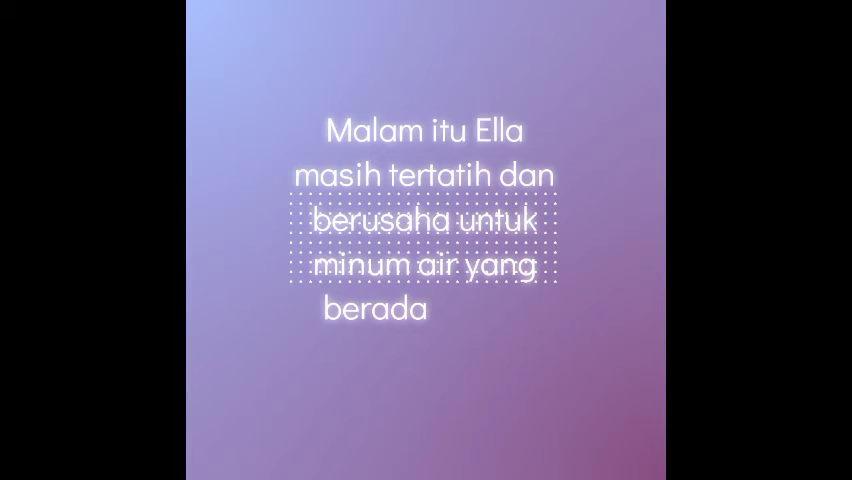 Malam itu Ella
masih tertatih dan
berusaha untuk
minum air yang
berada